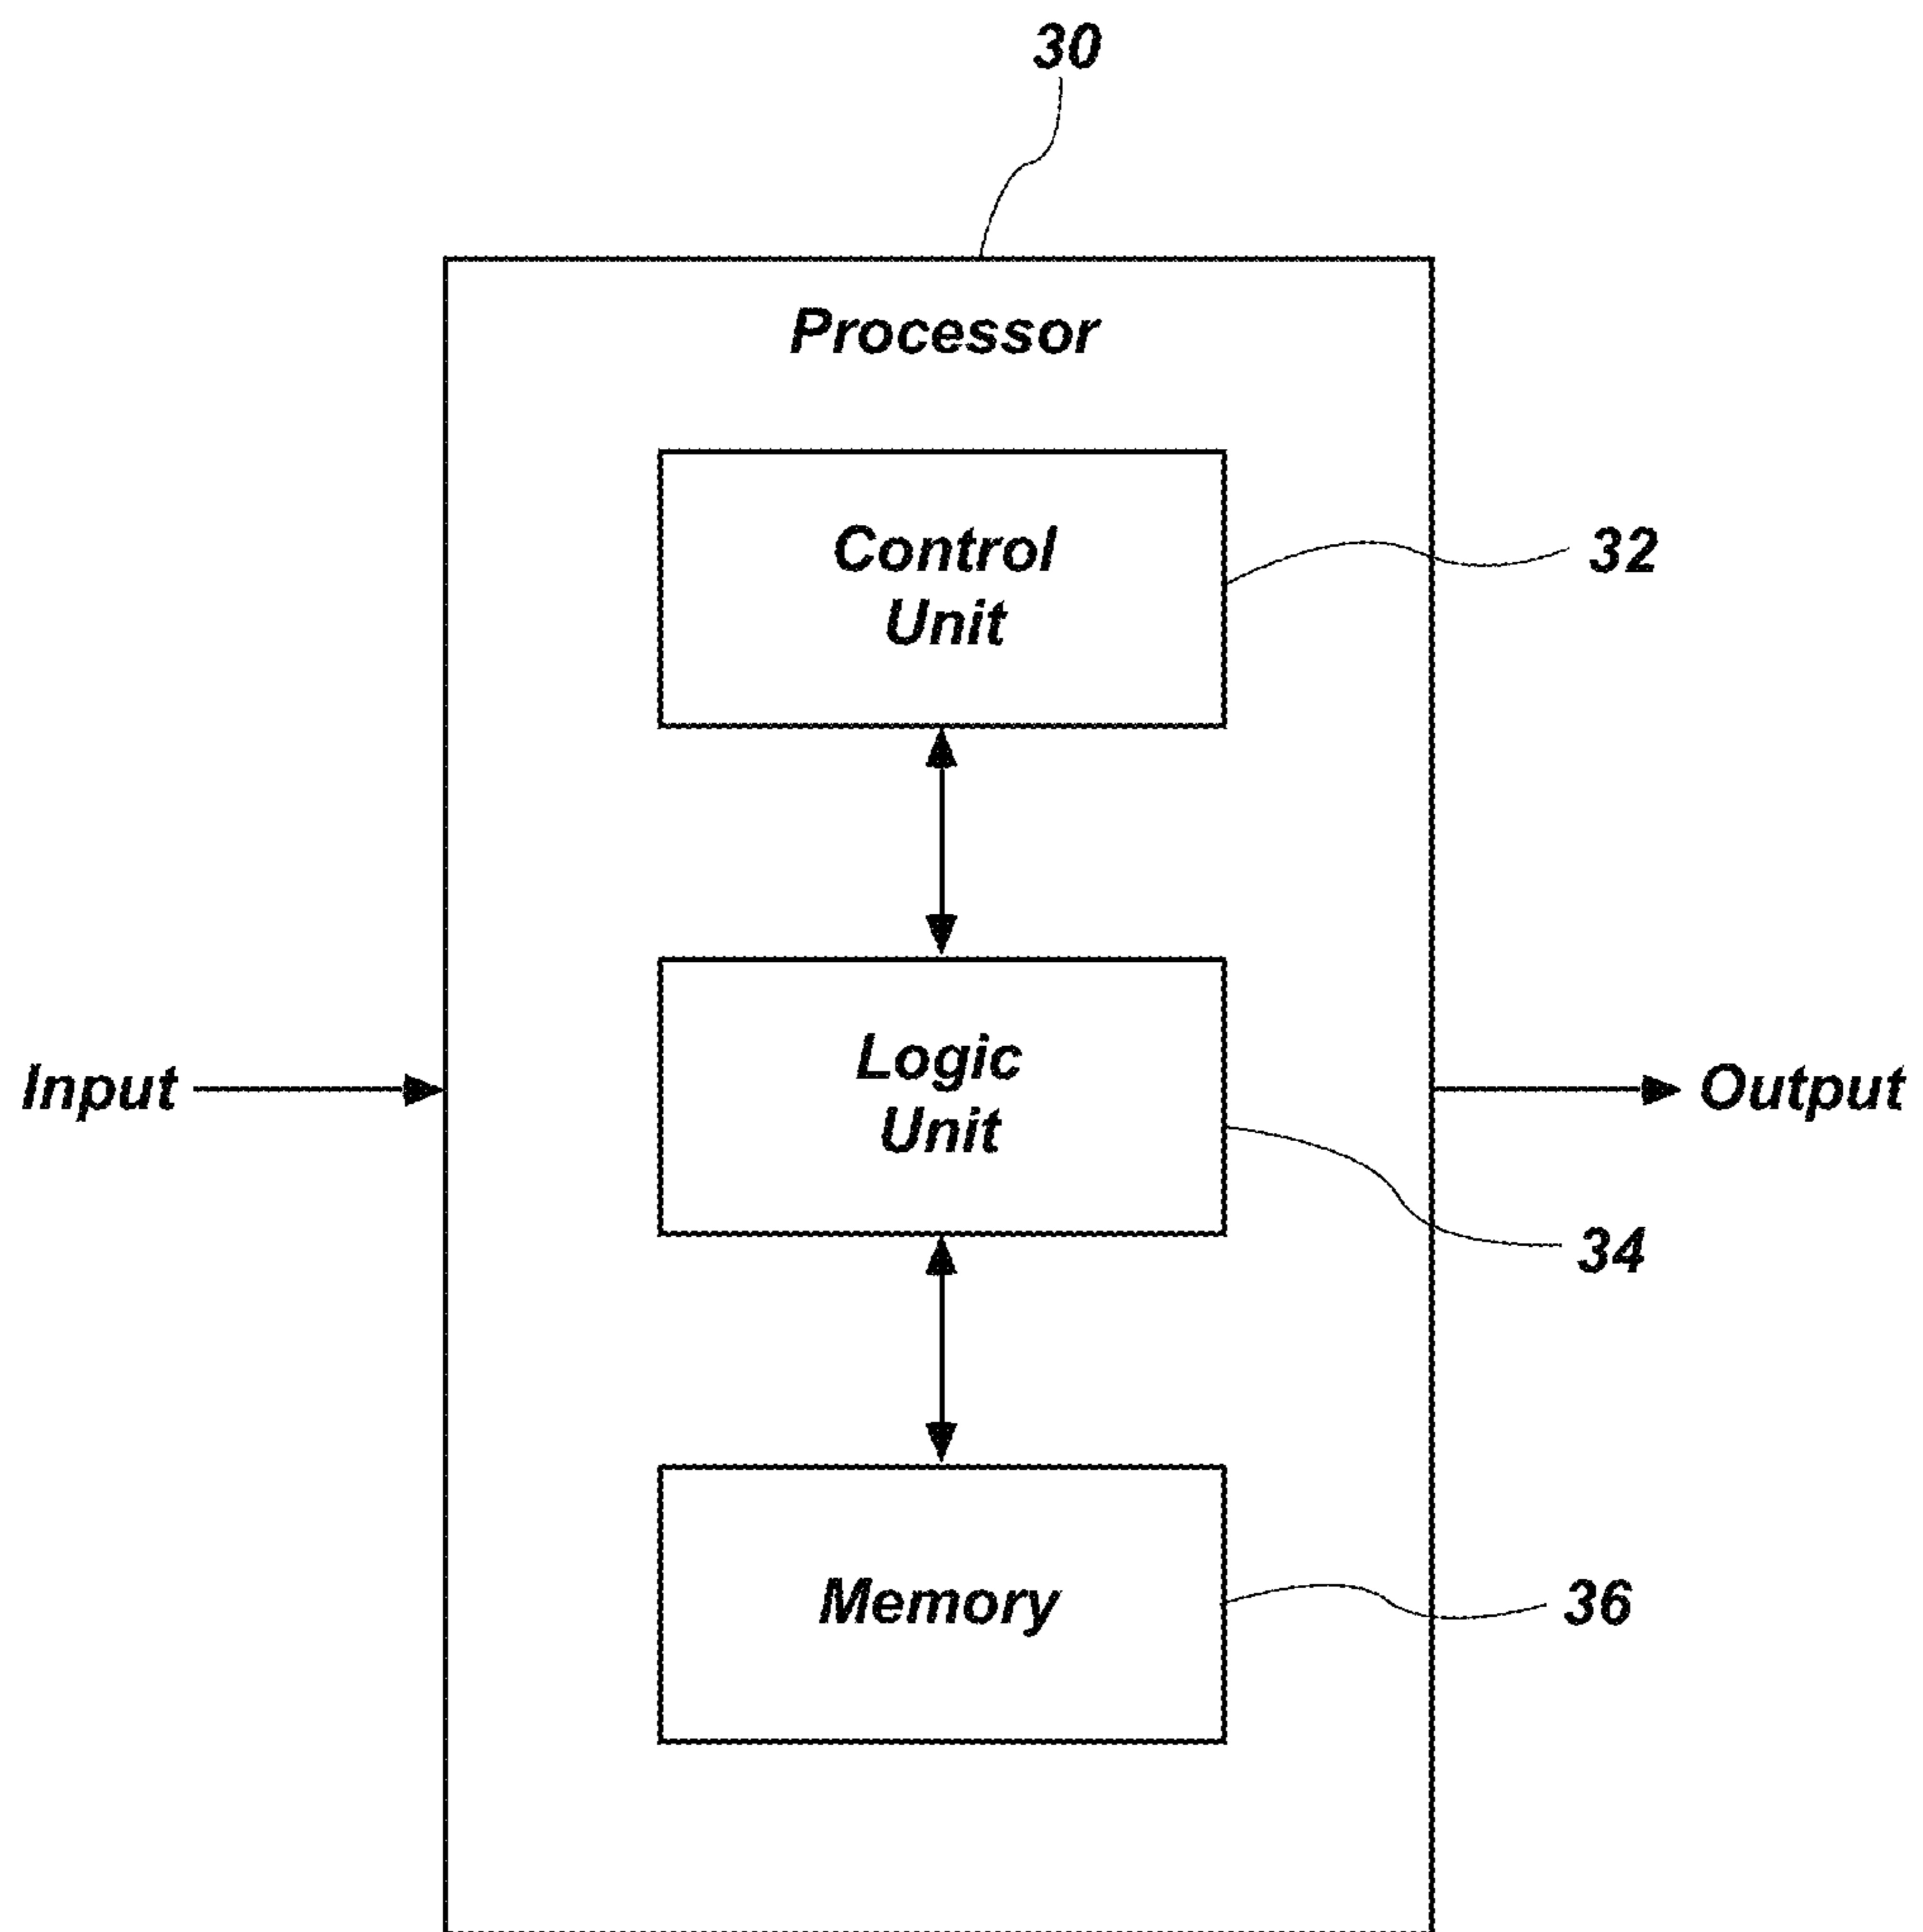 30
Processor
Control
Unit
32
Logic
Unit
Input
Output
34
Memory
36